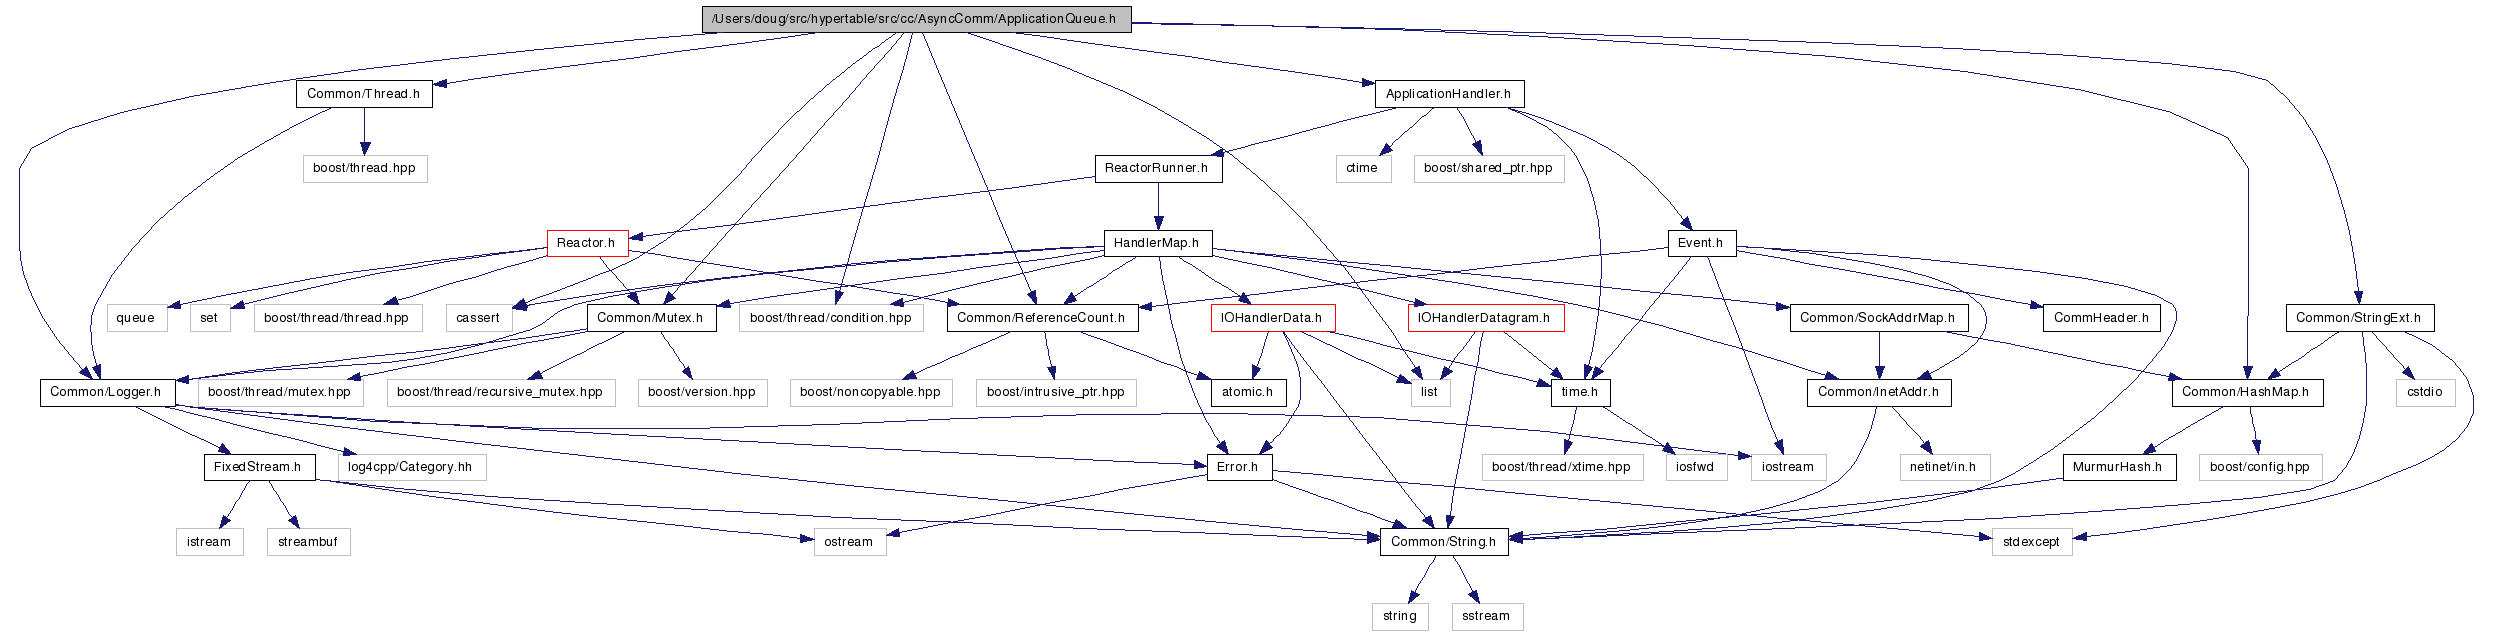 /Users/doug/src/hypertable/src/cc/AsyncComm/ApplicationQueue.h
Common/Thread.h
ApplicationHandler.h
boost/thread.hpp
ReactorRunner.h
ctime
boost/shared_ptr.hpp
Reactor.h
HandlerMap.h
Event.h
queue
set
boost/thread/thread.hpp
cassert
Common/Mutex.h
boost/thread/condition.hpp
Common/ReferenceCount.h
IOHandlerData.h
IOHandlerDatagram.h
Common/SockAddrMap.h
CommHeader.h
Common/StringExt.h
Common/Logger.h
boost/thread/mutex.hpp
boost/thread/recursive_mutex.hpp
boost/version.hpp
boost/noncopyable.hpp
boost/intrusive_ptr.hpp
atomic.h
list
time.h
Common/InetAddr.h
Common/HashMap.h
cstdio
FixedStream.h
log4cpp/Category.hh
Error.h
boost/thread/xtime.hpp
iosfwd
iostream
netinet/in.h
MurmurHash.h
boost/config.hpp
istream
streambuf
ostream
Common/String.h
stdexcept
string
sstream